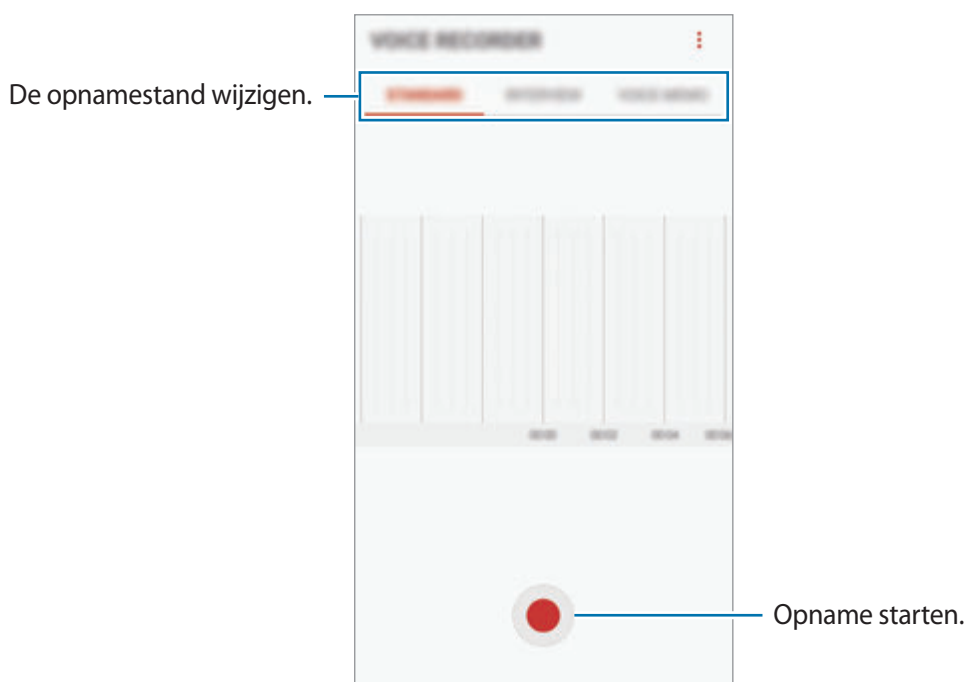 VOICE RECORDER
De opnamestand wijzigen.
STANDARD INTERVIEW VOICE MEMO
Opname starten.